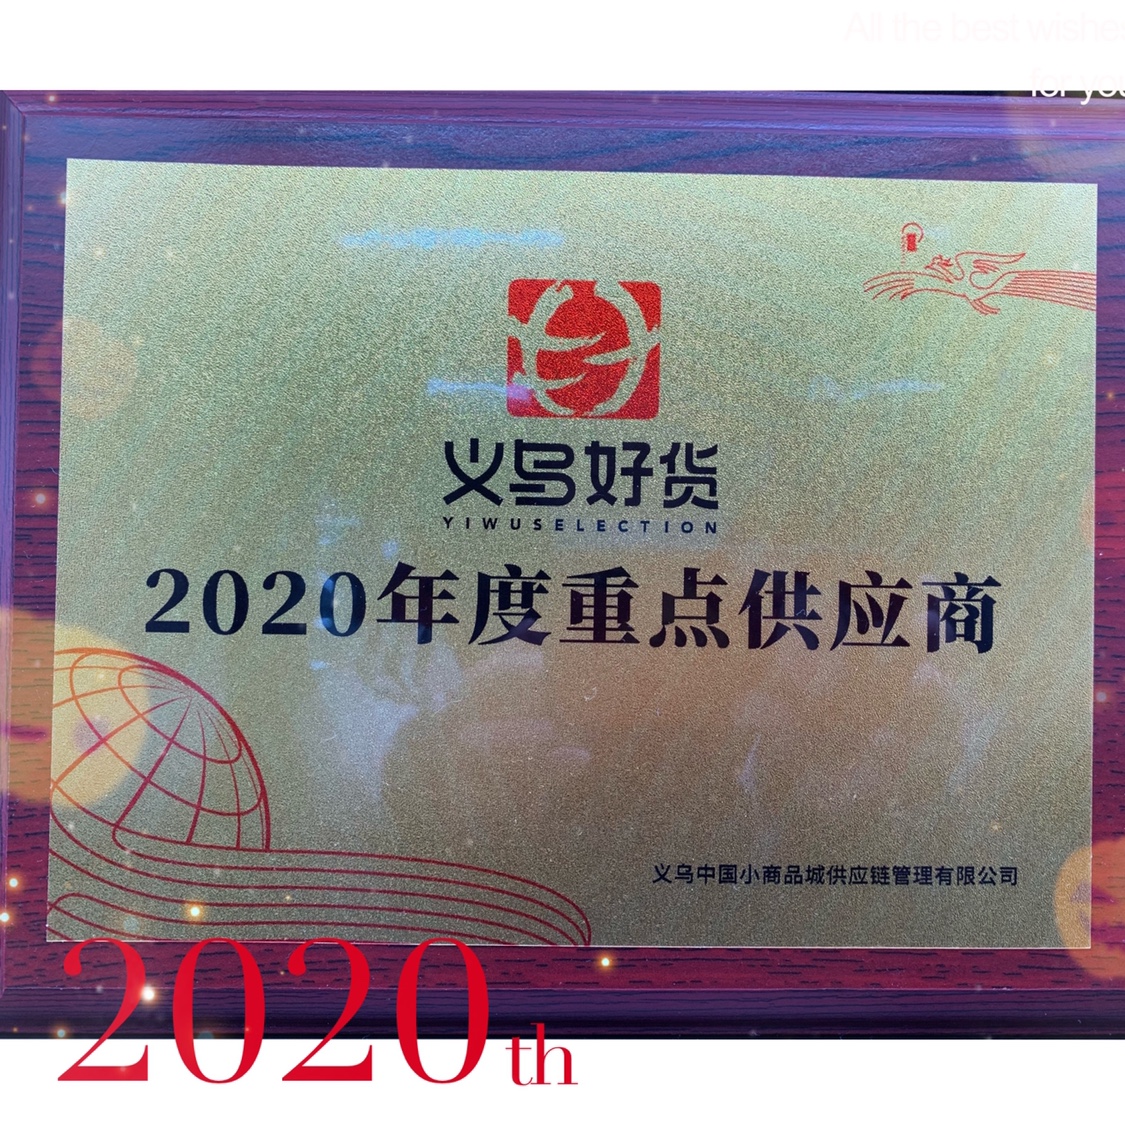 All the best wishes
for you
义乌好货
YIWUSELECTION
2020年度重点供应商
义乌中国小商品城供应链管理有限公司
2020th